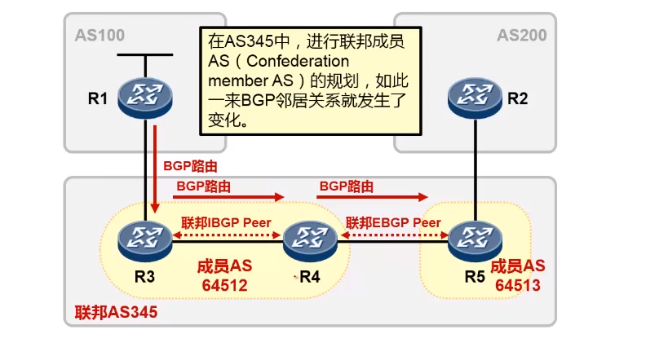 AS100
AS200
在AS345中，进行联邦成员
AS（Confederation
member AS）的规划，如此
一来BGP邻居关系就发生了
变化。
R1
R2
BGP路由
BGP路由
BGP路由
联邦IBGP Peer
联邦EBGP Peer
R3
成员AS
64512
R4
R5
成员AS
64513
联邦AS345